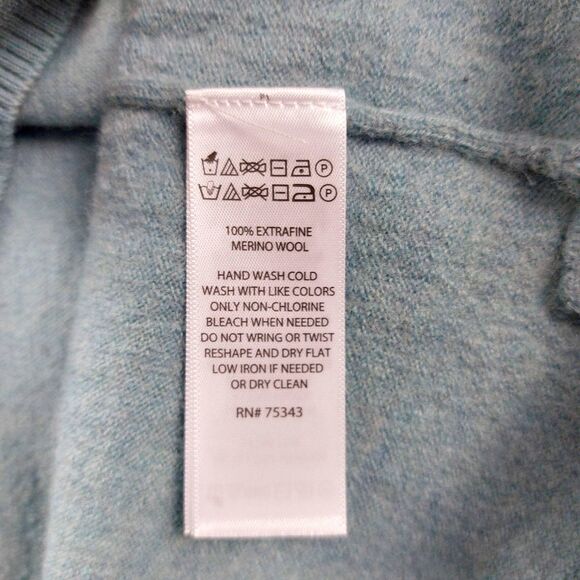 P
P
100% EXTRAFINE
MERINO WOOL
HAND WASH COLD
WASH WITH LIKE COLORS
ONLY NON-CHLORINE
BLEACH WHEN NEEDED
DO NOT WRING OR TWIST
RESHAPE AND DRY FLAT
LOW IRON IF NEEDED
OR DRY CLEAN
RN# 75343